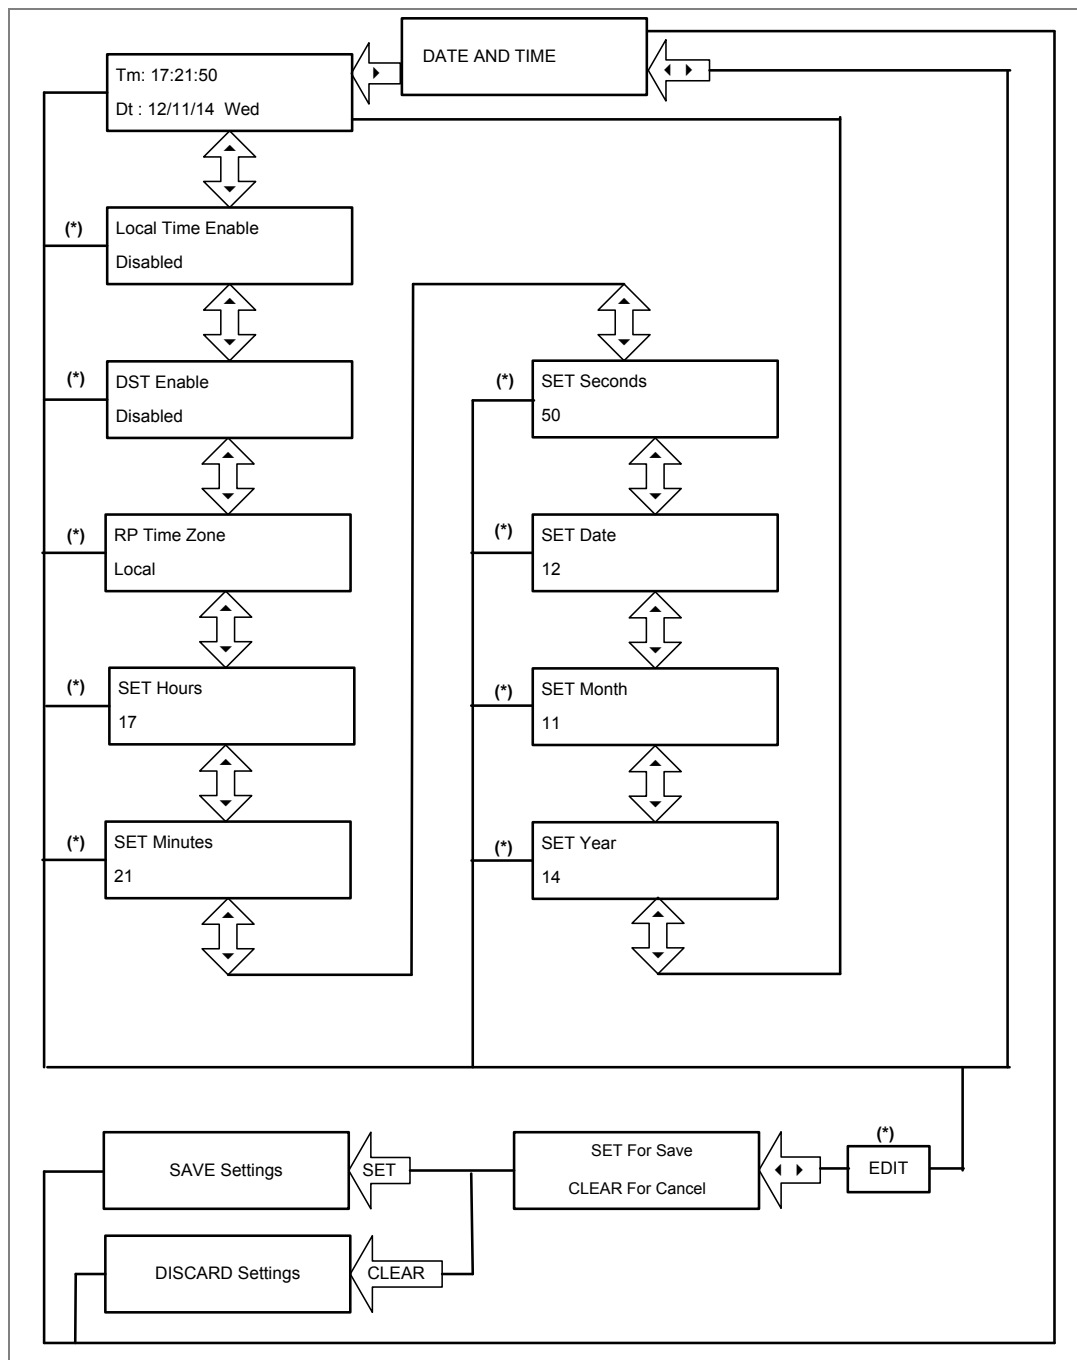 DATE AND TIME
Tm: 17:21:50
Dt : 12/11/14 Wed
(*)
Local Time Enable
Disabled
(*)
DST Enable
Disabled
(*)
RP Time Zone
Local
(*)
SET Hours
17
(*)
SET Minutes
21
(*)
SET Seconds
50
(*)
SET Date
12
(*)
SET Month
11
(*)
SET Year
14
(*)
EDIT
SET For Save
CLEAR For Cancel
SET
SAVE Settings
CLEAR
DISCARD Settings